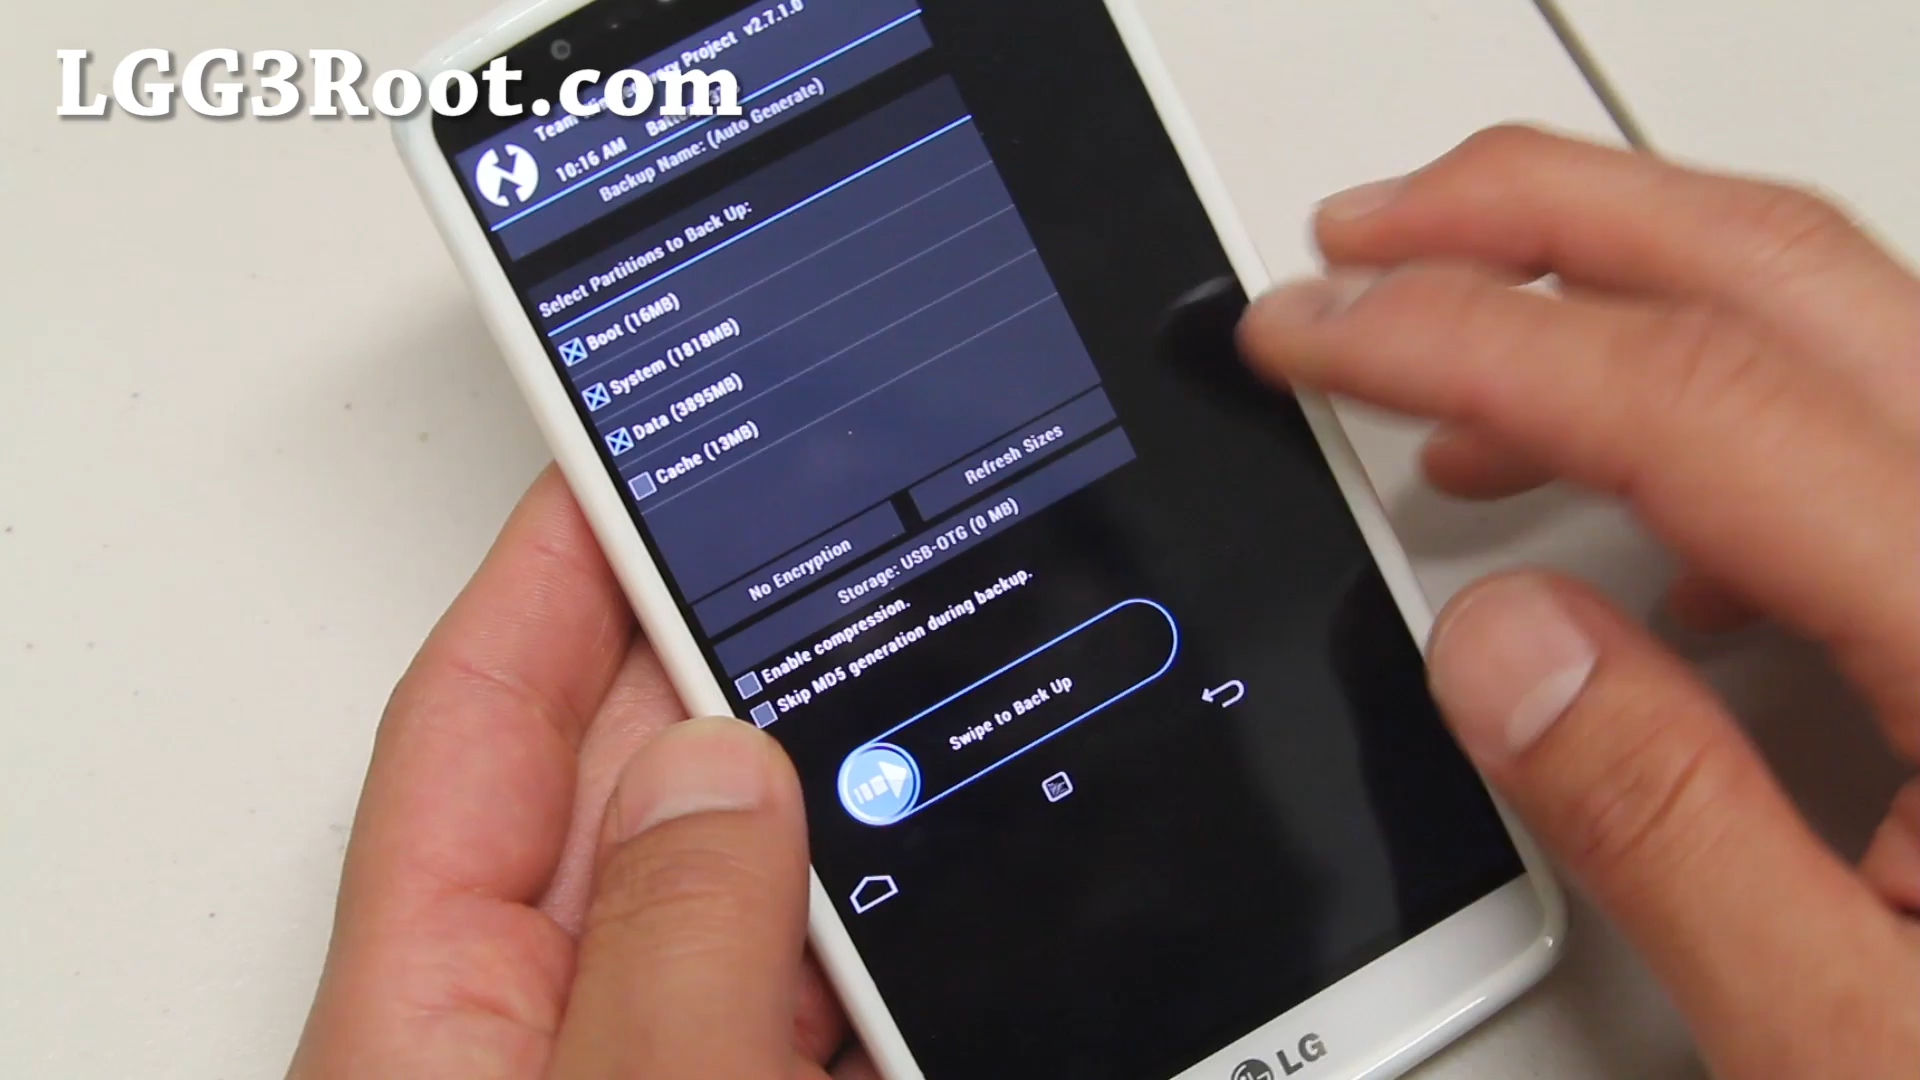 LGG3Root.com
Project v2.7.1.0
10:16 AM
Backup Name: (Auto Generate)
Select Partitions to Back Up:
Boot (16MB)
System (1818MB)
Data (3895MB)
Cache (13MB)
Refresh Sizes
No Encryption
Storage: USB-OTG (0 MB)
Enable compression.
Skip MD5 generation during backup.
Swipe to Back Up
LG